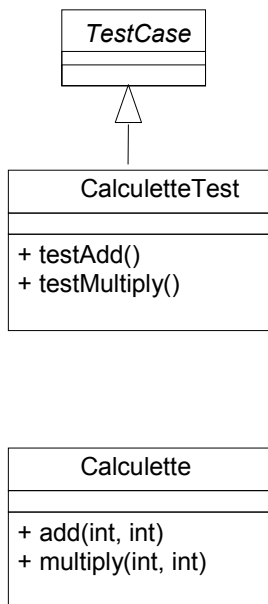 TestCase
CalculetteTest
+ testAdd()
+ testMultiply()
Calculette
+ add(int, int)
+ multiply(int, int)